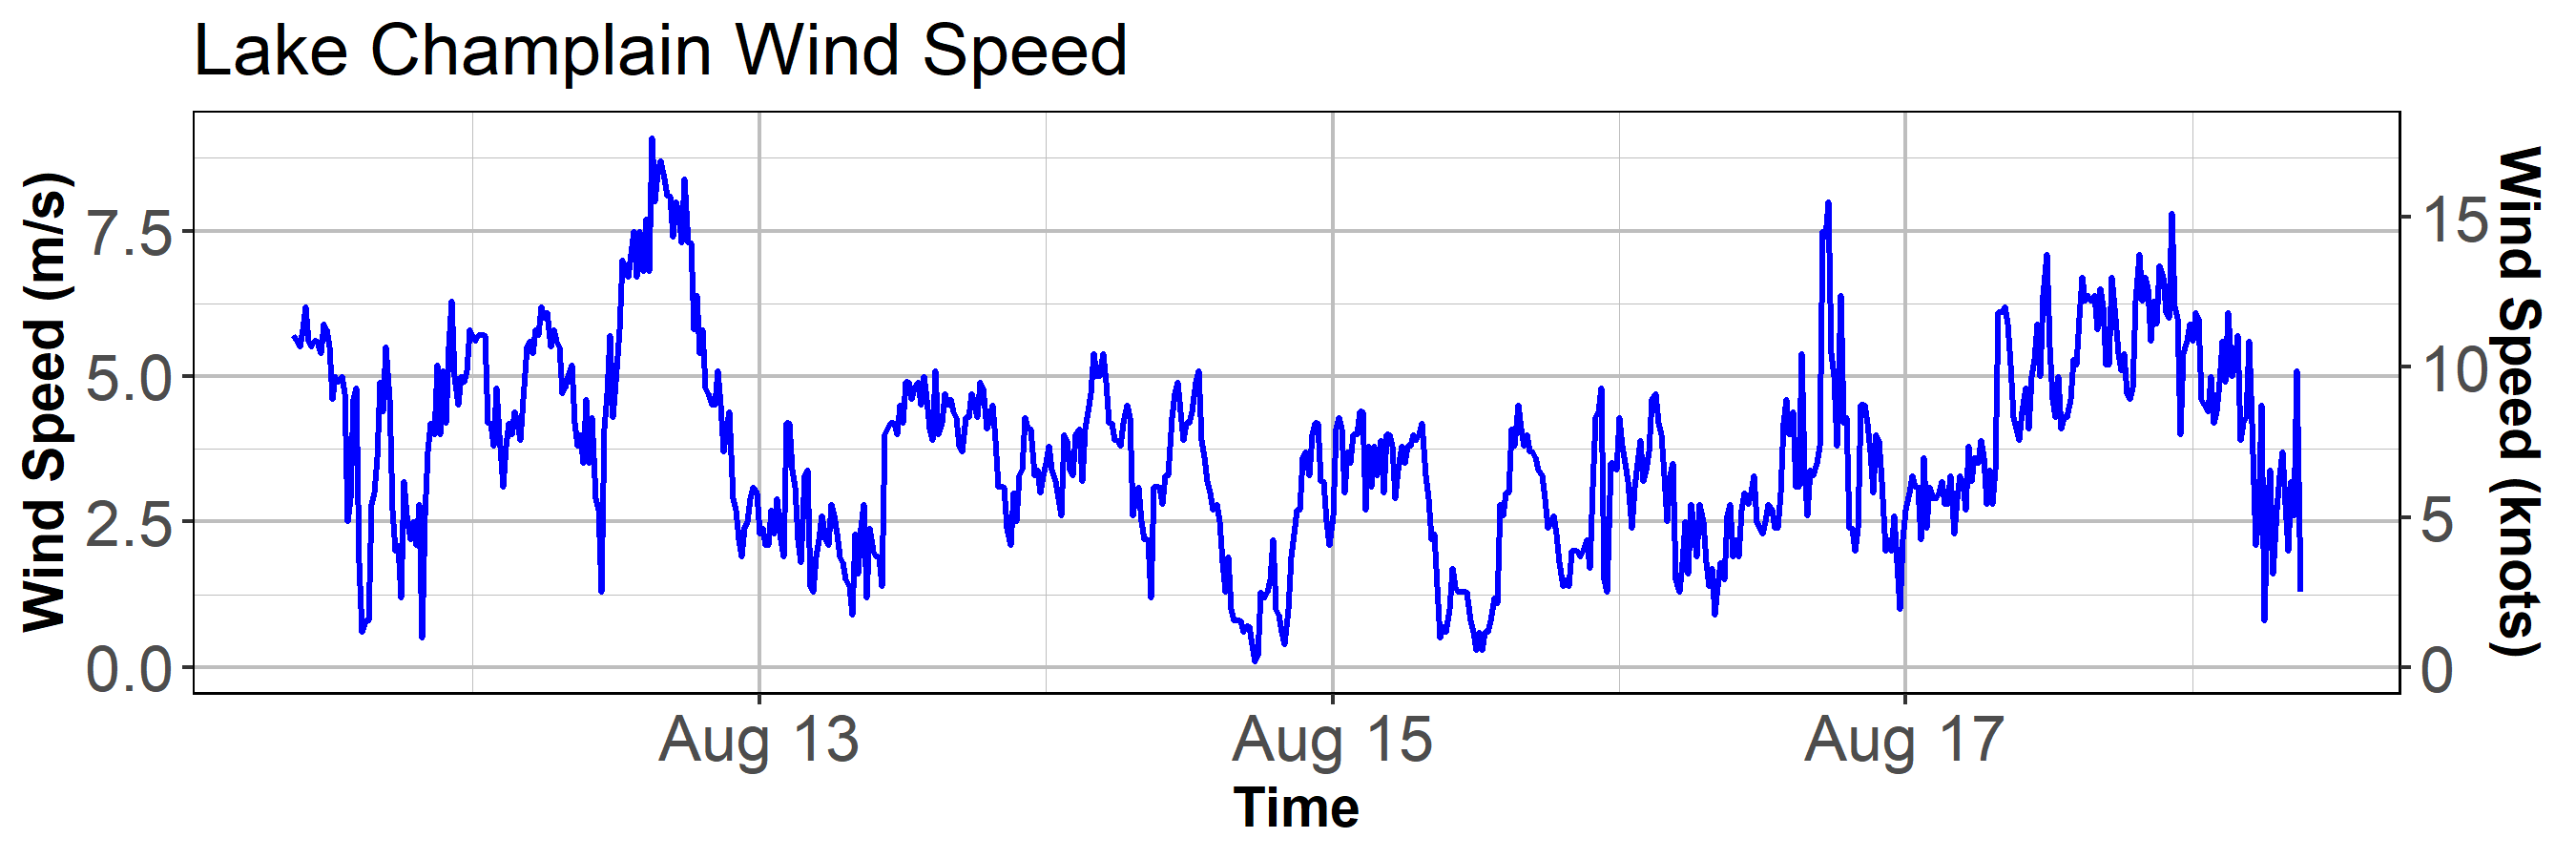 Lake Champlain Wind Speed
Wind Speed (m/s)
7.5
5.0
2.5
0.0
15
10
5
0
Wind Speed (knots)
Aug 13
Aug 15
Aug 17
Time